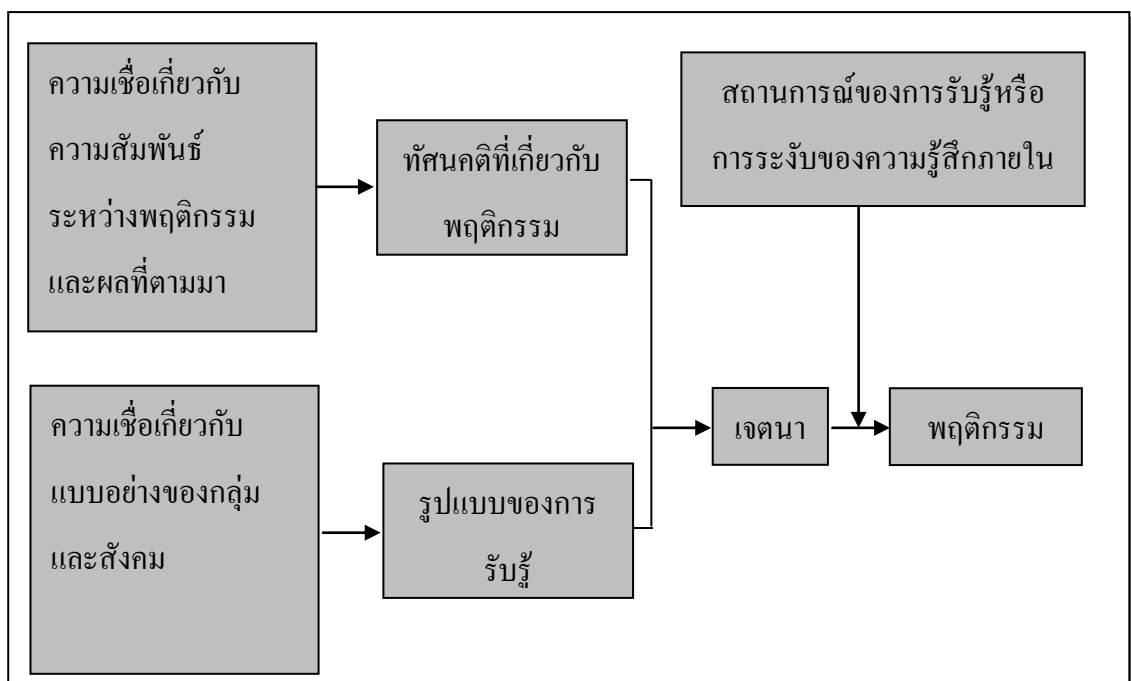 ความเชื่อเกี่ยวกับ
ความสัมพันธ์
ระหว่างพฤติกรรม
และผลที่ตามมา
ทัศนคติที่เกี่ยวกับ
พฤติกรรม
สถานการณ์ของการรับรู้หรือ
การระงับของความรู้สึกภายใน
ความเชื่อเกี่ยวกับ
แบบอย่างของกลุ่ม
และสังคม
รูปแบบของการ
รับรู้
เจตนา
พฤติกรรม